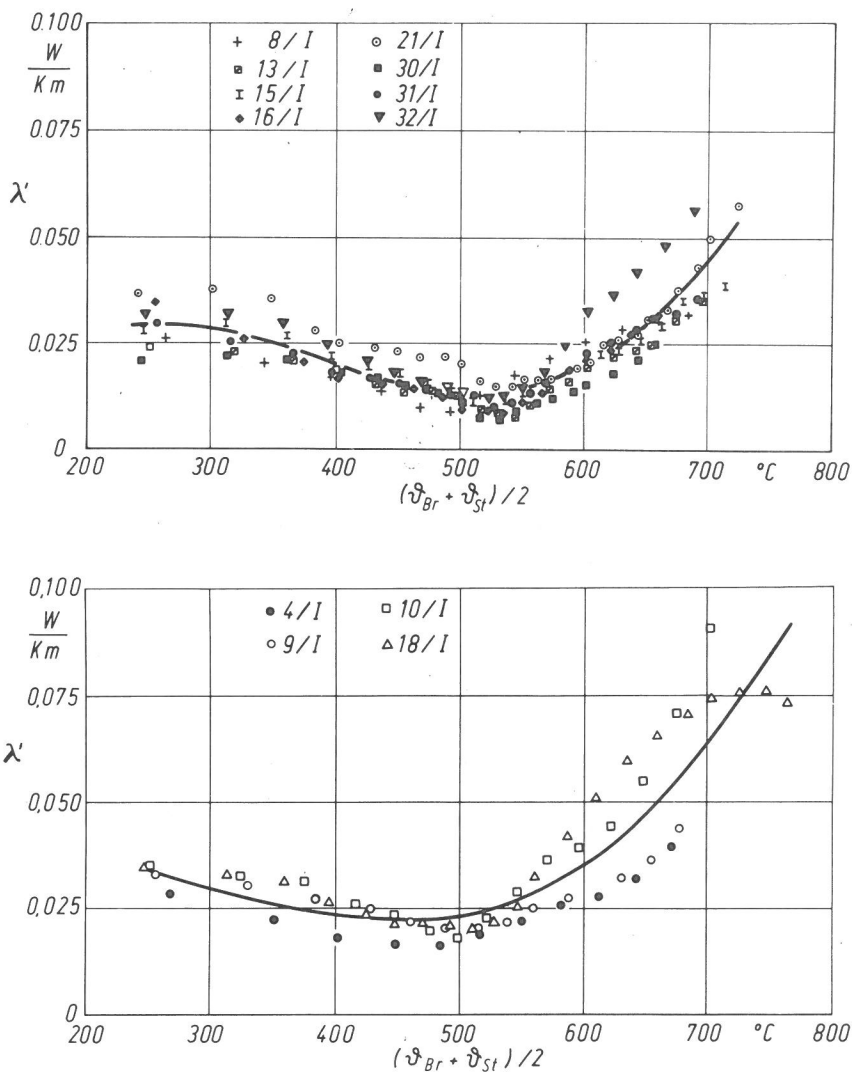 0.100
W
Km
0.075
λ'
0.050
0.025
0
+ 8/I
13/I
15/I
16/I
21/I
30/I
31/I
32/I
200 300 400 500 600 700 °C 800
(ϑBr + ϑSt)/2
0,100
W
Km
0,075
λ'
0,050
0,025
0
4/I
9/I
10/I
18/I
200 300 400 500 600 700 °C 800
(ϑBr + ϑSt)/2